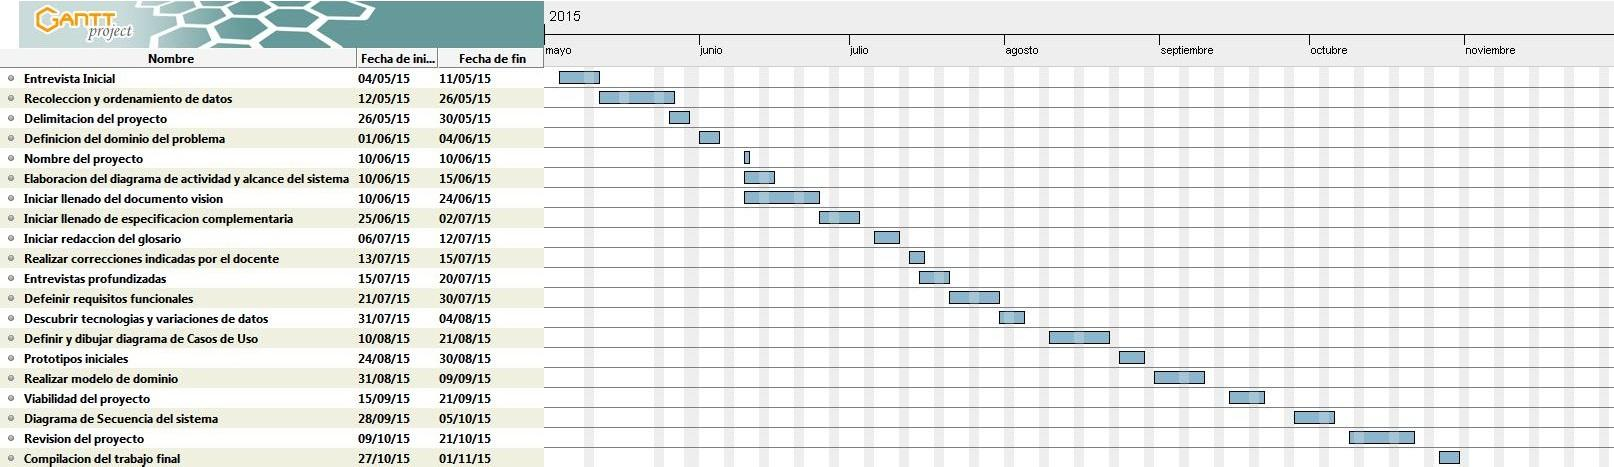 GANTT project
2015
mayo junio julio agosto septiembre octubre noviembre
Nombre Fecha de ini... Fecha de fin
Entrevista Inicial 04/05/15 11/05/15
Recoleccion y ordenamiento de datos 12/05/15 26/05/15
Delimitacion del proyecto 26/05/15 30/05/15
Definicion del dominio del problema 01/06/15 04/06/15
Nombre del proyecto 10/06/15 10/06/15
Elaboracion del diagrama de actividad y alcance del sistema 10/06/15 15/06/15
Iniciar llenado del documento vision 10/06/15 24/06/15
Iniciar llenado de especificacion complementaria 25/06/15 02/07/15
Iniciar redaccion del glosario 06/07/15 12/07/15
Realizar correcciones indicadas por el docente 13/07/15 15/07/15
Entrevistas profundizadas 15/07/15 20/07/15
Defeinir requisitos funcionales 21/07/15 30/07/15
Descubrir tecnologias y variaciones de datos 31/07/15 04/08/15
Definir y dibujar diagrama de Casos de Uso 10/08/15 21/08/15
Prototipos iniciales 24/08/15 30/08/15
Realizar modelo de dominio 31/08/15 09/09/15
Viabilidad del proyecto 15/09/15 21/09/15
Diagrama de Secuencia del sistema 28/09/15 05/10/15
Revision del proyecto 09/10/15 21/10/15
Compilacion del trabajo final 27/10/15 01/11/15